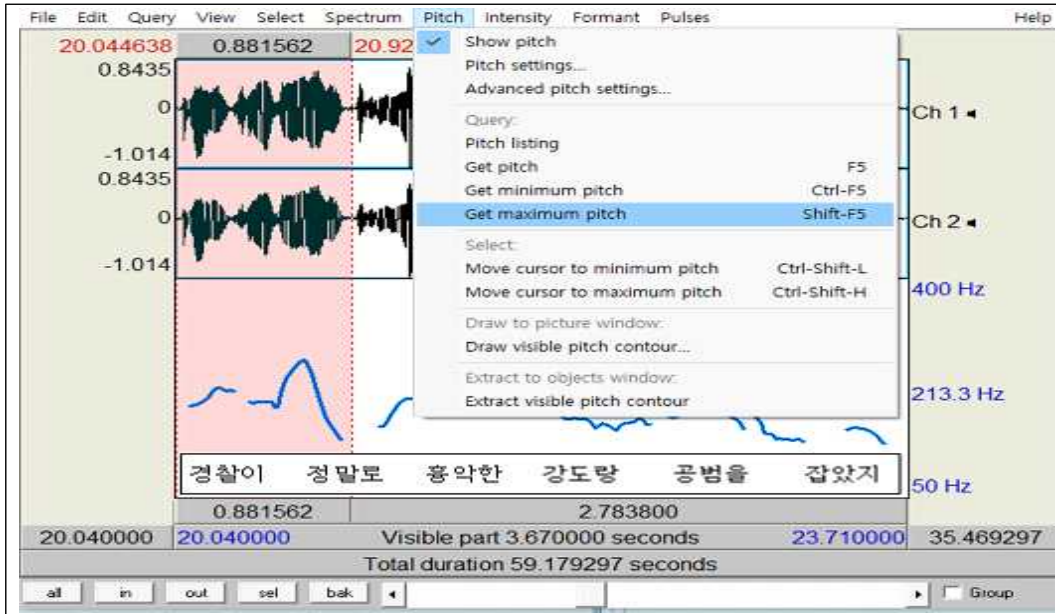 File Edit Query View Select Spectrum Pitch Intensity Formant Pulses Help
20.044638 0.881562 20.92
✓ Show pitch
Pitch settings...
Advanced pitch settings...
Query:
Pitch listing
Get pitch F5
Get minimum pitch Ctrl-F5
Get maximum pitch Shift-F5
Select:
Move cursor to minimum pitch Ctrl-Shift-L
Move cursor to maximum pitch Ctrl-Shift-H
Draw to picture window:
Draw visible pitch contour...
Extract to objects window:
Extract visible pitch contour
0.8435
0
-1.014
Ch 1
0.8435
0
-1.014
Ch 2
400 Hz
213.3 Hz
50 Hz
경찰이 정말로 흉악한 강도랑 공범을 잡았지
0.881562 2.783800
20.040000 20.040000 Visible part 3.670000 seconds 23.710000 35.469297
Total duration 59.179297 seconds
all in out sel bak Group